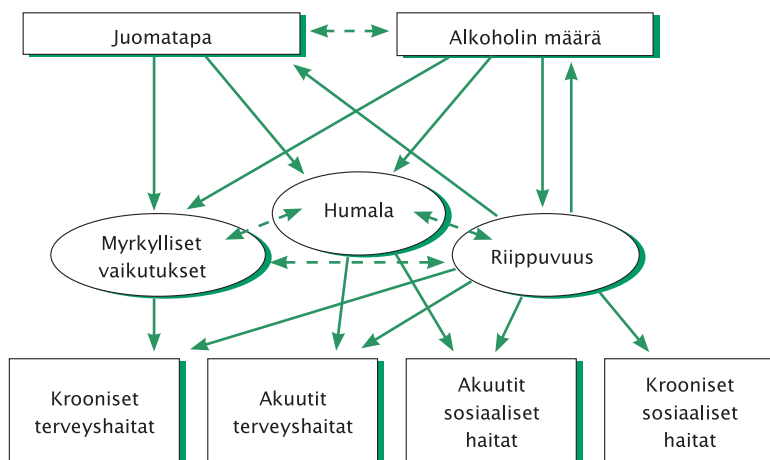 Juomatapa
Alkoholin määrä
Humala
Myrkylliset
vaikutukset
Riippuvuus
Krooniset
terveyshaitat
Akuutit
terveyshaitat
Akuutit
sosiaaliset
haitat
Krooniset
sosiaaliset
haitat